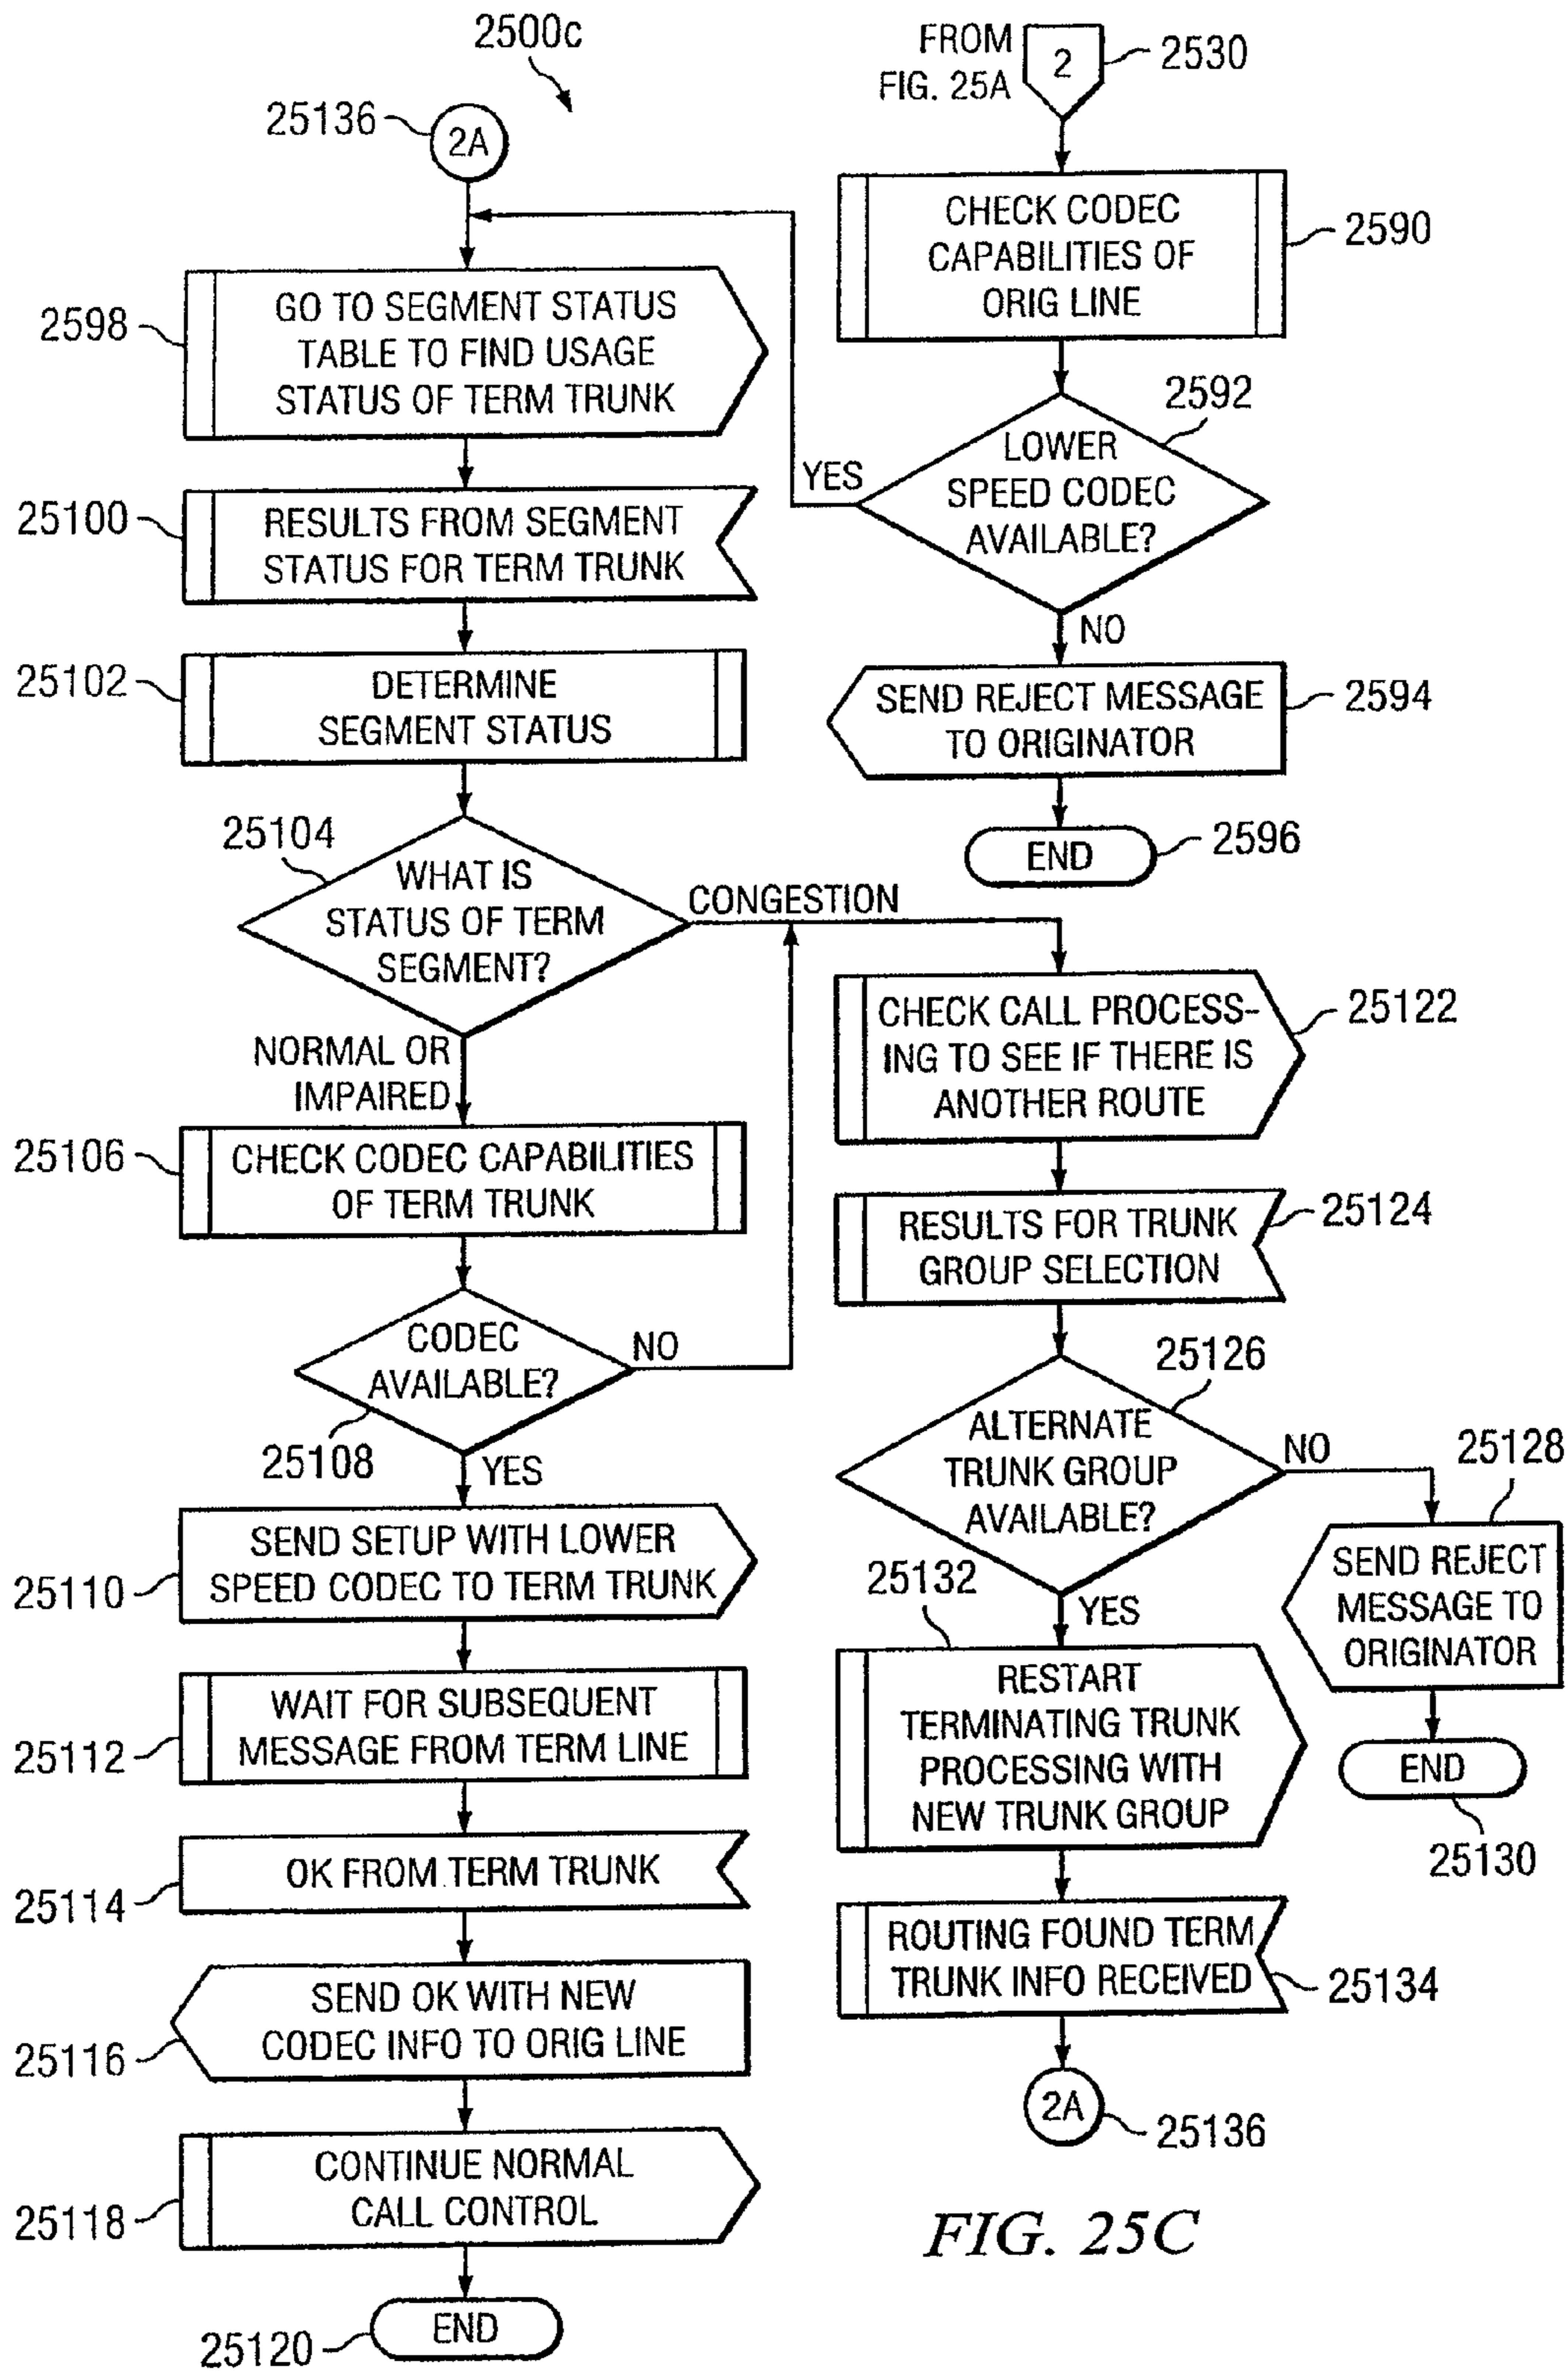 2500c
FROM
FIG. 25A
2
2530
25136
2A
CHECK CODEC
CAPABILITIES OF
ORIG LINE
2590
2598
GO TO SEGMENT STATUS
TABLE TO FIND USAGE
STATUS OF TERM TRUNK
2592
LOWER
SPEED CODEC
AVAILABLE?
YES
NO
25100
RESULTS FROM SEGMENT
STATUS FOR TERM TRUNK
25102
DETERMINE
SEGMENT STATUS
SEND REJECT MESSAGE
TO ORIGINATOR
2594
END
2596
25104
WHAT IS
STATUS OF TERM
SEGMENT?
CONGESTION
NORMAL OR
IMPAIRED
CHECK CALL PROCESS-
ING TO SEE IF THERE IS
ANOTHER ROUTE
25122
25106
CHECK CODEC CAPABILITIES
OF TERM TRUNK
RESULTS FOR TRUNK
GROUP SELECTION
25124
CODEC
AVAILABLE?
NO
25108
YES
25126
ALTERNATE
TRUNK GROUP
AVAILABLE?
NO
25128
SEND REJECT
MESSAGE TO
ORIGINATOR
END
25130
25110
SEND SETUP WITH LOWER
SPEED CODEC TO TERM TRUNK
25132
YES
RESTART
TERMINATING TRUNK
PROCESSING WITH
NEW TRUNK GROUP
25112
WAIT FOR SUBSEQUENT
MESSAGE FROM TERM LINE
25114
OK FROM TERM TRUNK
ROUTING FOUND TERM
TRUNK INFO RECEIVED
25134
25116
SEND OK WITH NEW
CODEC INFO TO ORIG LINE
2A
25136
25118
CONTINUE NORMAL
CALL CONTROL
25120
END
FIG. 25C